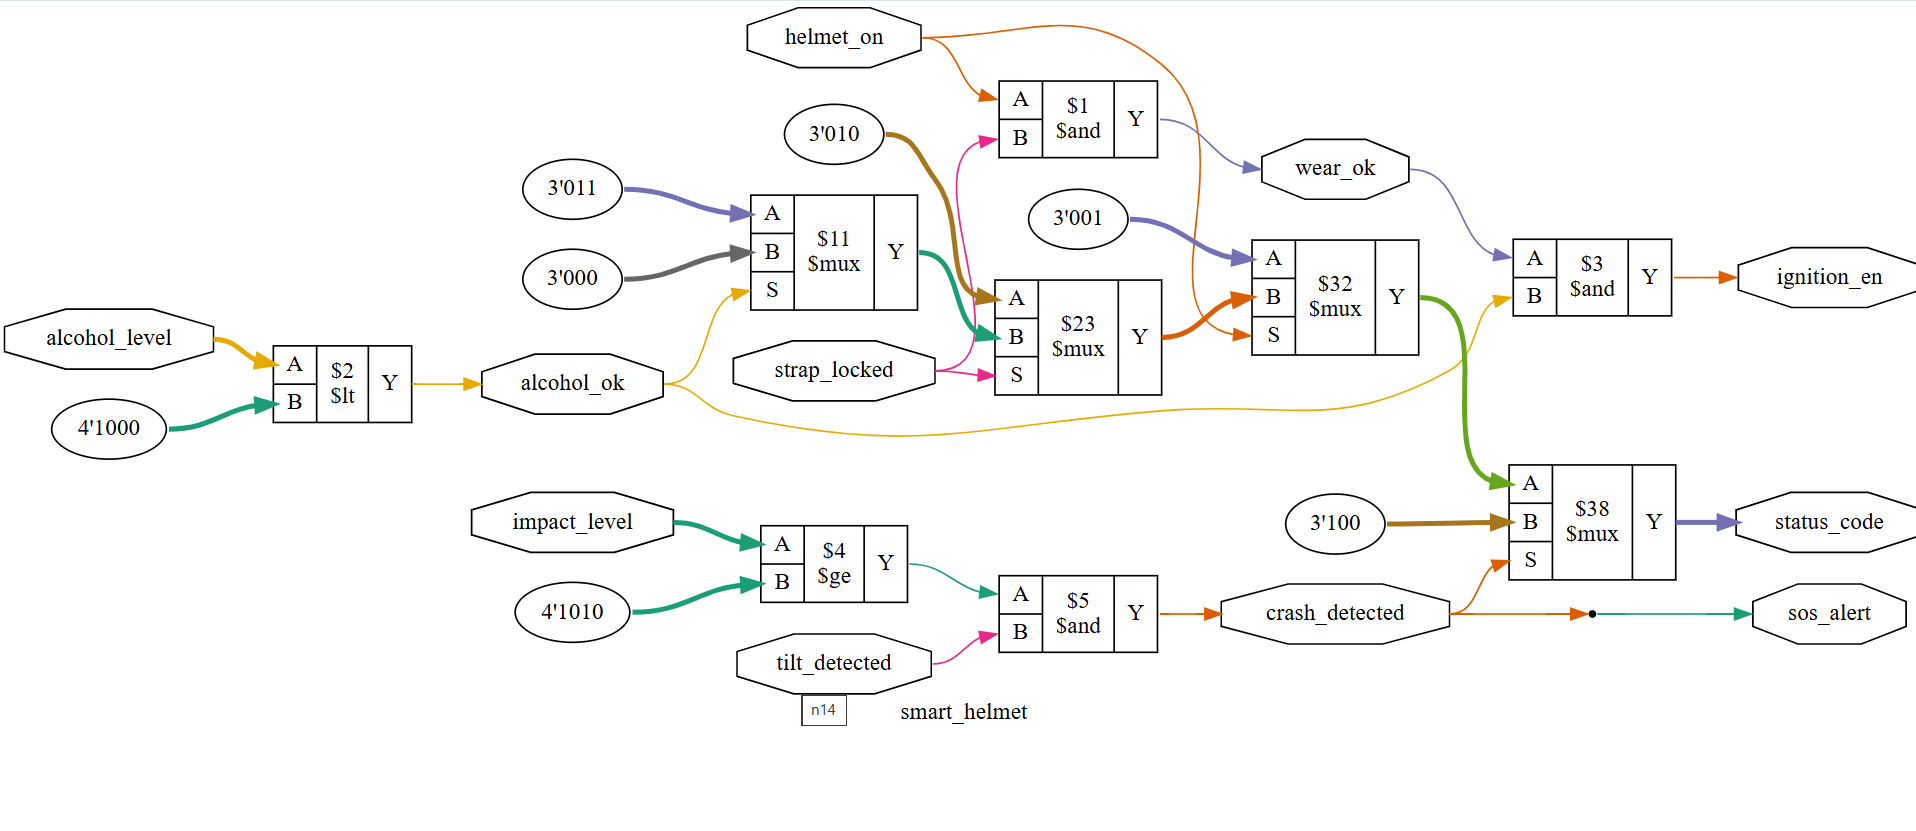 helmet_on
A
B
$1
$and
Y
3'010
wear_ok
3'011
3'001
A
B
S
$11
$mux
Y
3'000
A
B
S
$32
$mux
Y
A
B
$3
$and
Y
ignition_en
alcohol_level
A
B
$2
$lt
Y
4'1000
alcohol_ok
strap_locked
A
B
S
$23
$mux
Y
impact_level
A
B
$4
$ge
Y
4'1010
3'100
A
B
S
$38
$mux
Y
status_code
tilt_detected
A
B
$5
$and
Y
crash_detected
sos_alert
n14
smart_helmet